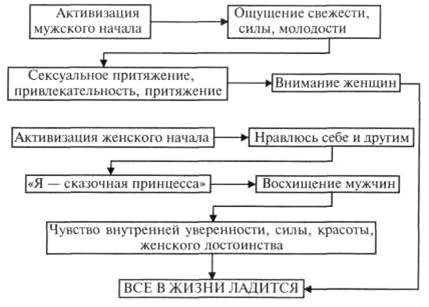 Активизация
мужского начала
Ощущение свежести,
силы, молодости
Сексуальное притяжение,
привлекательность, притяжение
Внимание женщин
Активизация женского начала
Нравлюсь себе и другим
«Я — сказочная принцесса»
Восхищение мужчин
Чувство внутренней уверенности, силы, красоты,
женского достоинства
ВСЕ В ЖИЗНИ ЛАДИТСЯ